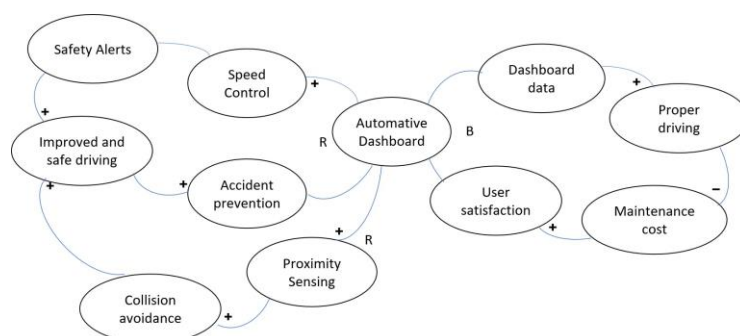 Safety Alerts
Speed
Control
+
Dashboard
data
+
Proper
driving
+
Improved and
safe driving
+
+
Accident
prevention
R
Automative
Dashboard
B
User
satisfaction
+
Maintenance
cost
−
+
R
Proximity
Sensing
+
Collision
avoidance